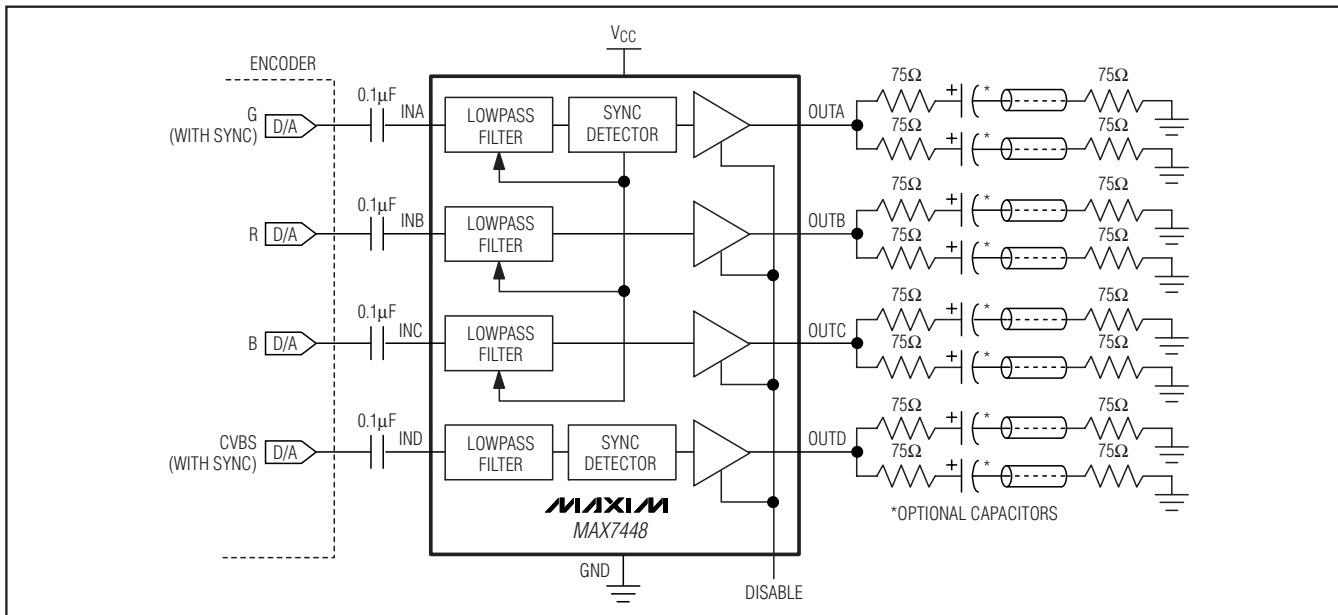 VCC
ENCODER
G
(WITH SYNC)
D/A
0.1µF
INA
LOWPASS
FILTER
SYNC
DETECTOR
OUTA
75Ω
+
*
75Ω
75Ω
+
*
75Ω
R
D/A
0.1µF
INB
LOWPASS
FILTER
OUTB
75Ω
+
*
75Ω
75Ω
+
*
75Ω
B
D/A
0.1µF
INC
LOWPASS
FILTER
OUTC
75Ω
+
*
75Ω
75Ω
+
*
75Ω
CVBS
(WITH SYNC)
D/A
0.1µF
IND
LOWPASS
FILTER
SYNC
DETECTOR
OUTD
75Ω
+
*
75Ω
75Ω
+
*
75Ω
MAXIM
MAX7448
*OPTIONAL CAPACITORS
GND
DISABLE